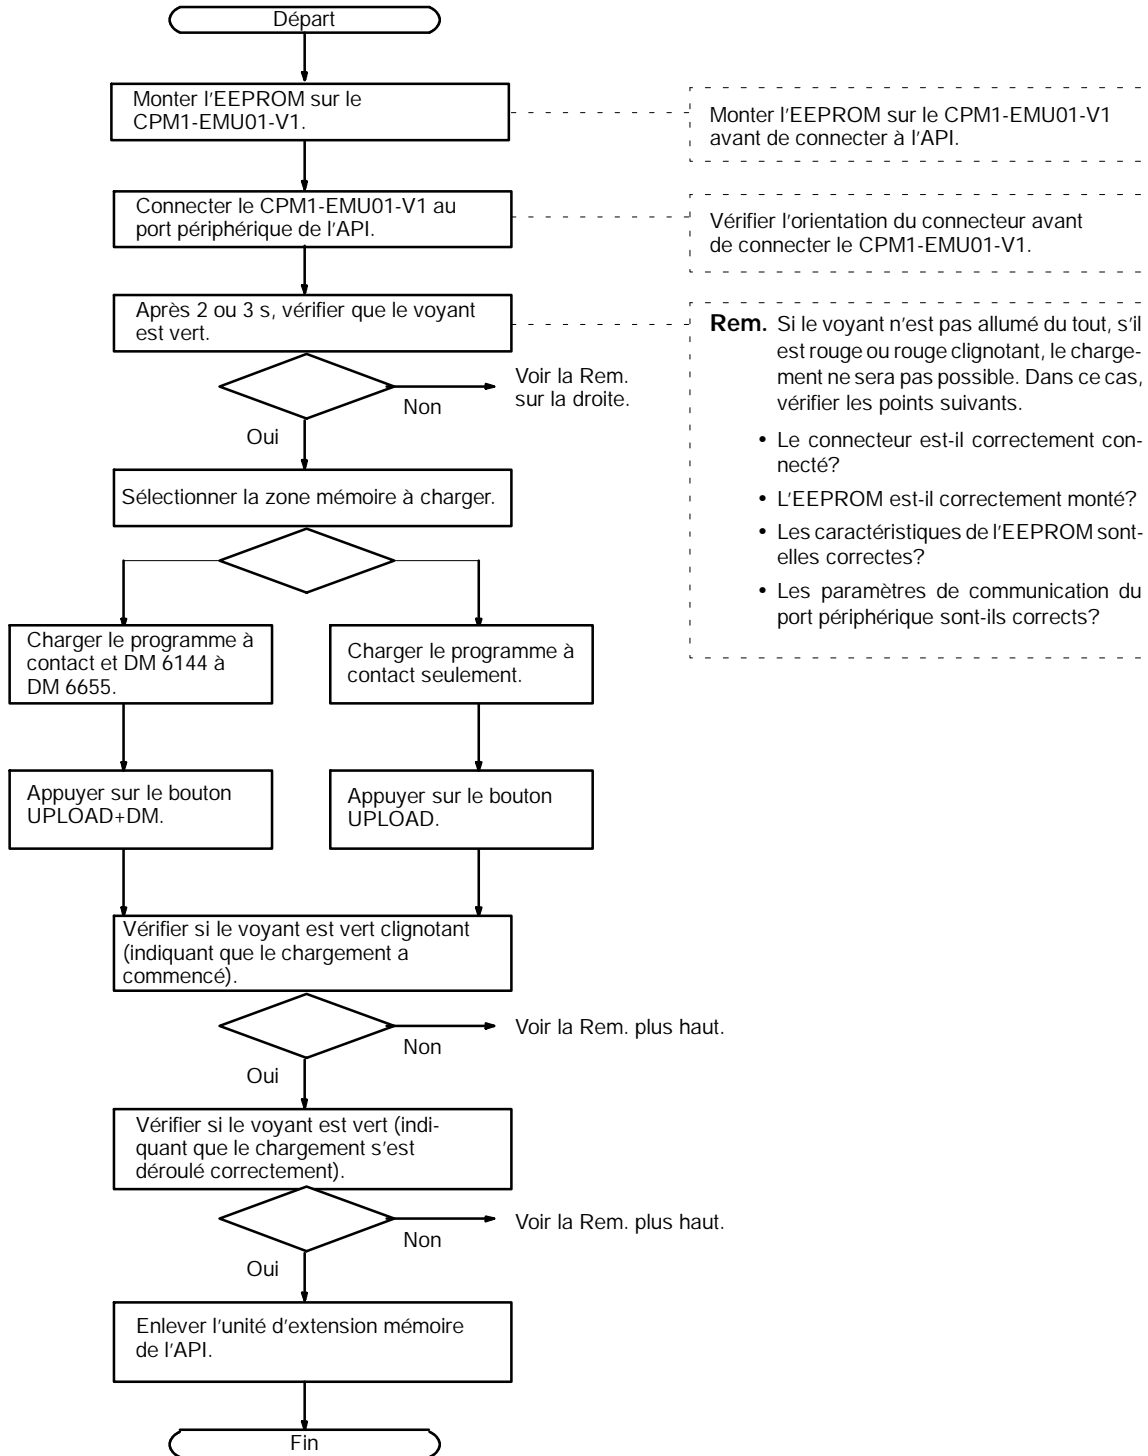 Départ
Monter l'EEPROM sur le
CPM1-EMU01-V1.
Monter l'EEPROM sur le CPM1-EMU01-V1
avant de connecter à l'API.
Connecter le CPM1-EMU01-V1 au
port périphérique de l'API.
Vérifier l'orientation du connecteur avant
de connecter le CPM1-EMU01-V1.
Après 2 ou 3 s, vérifier que le voyant
est vert.
Rem. Si le voyant n'est pas allumé du tout, s'il
est rouge ou rouge clignotant, le charge-
ment ne sera pas possible. Dans ce cas,
vérifier les points suivants.
• Le connecteur est-il correctement con-
necté?
• L'EEPROM est-il correctement monté?
• Les caractéristiques de l'EEPROM sont-
elles correctes?
• Les paramètres de communication du
port périphérique sont-ils corrects?
Voir la Rem.
sur la droite.
Non
Oui
Sélectionner la zone mémoire à charger.
Charger le programme à
contact et DM 6144 à
DM 6655.
Charger le programme à
contact seulement.
Appuyer sur le bouton
UPLOAD+DM.
Appuyer sur le bouton
UPLOAD.
Vérifier si le voyant est vert clignotant
(indiquant que le chargement a
commencé).
Voir la Rem. plus haut.
Non
Oui
Vérifier si le voyant est vert (indi-
quant que le chargement s'est
déroulé correctement).
Voir la Rem. plus haut.
Non
Oui
Enlever l'unité d'extension mémoire
de l'API.
Fin